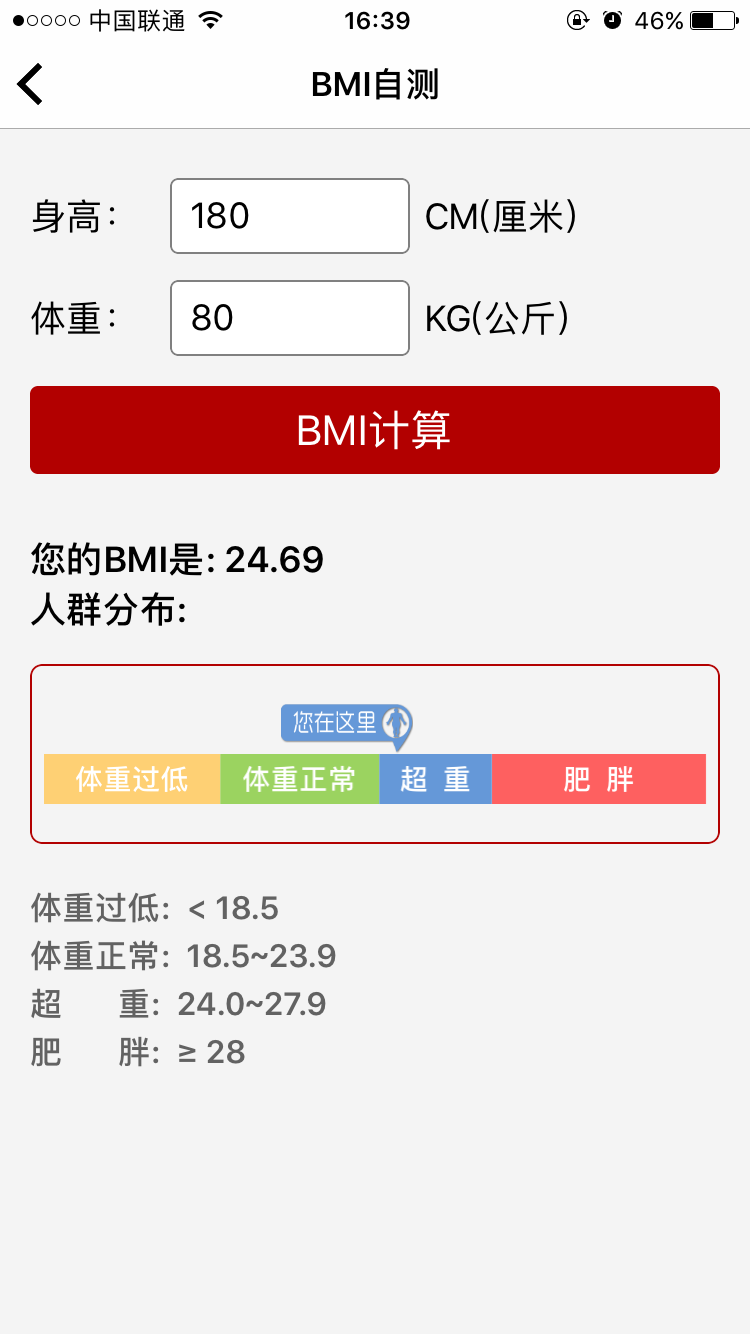 中国联通 16:39 46%
BMI自测
身高： 180 CM(厘米)
体重： 80 KG(公斤)
BMI计算
您的BMI是: 24.69
人群分布:
您在这里
体重过低 体重正常 超 重 肥 胖
体重过低: < 18.5
体重正常: 18.5~23.9
超 重: 24.0~27.9
肥 胖: ≥ 28